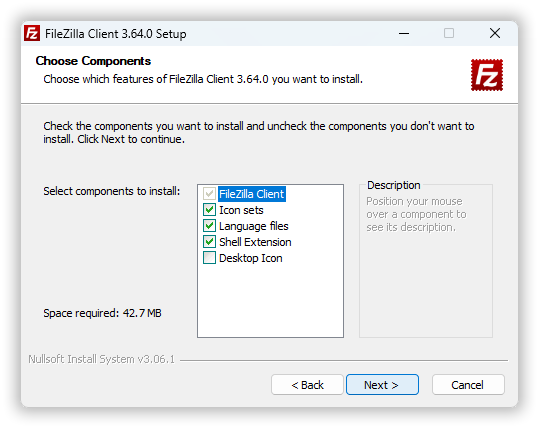 FileZilla Client 3.64.0 Setup
Choose Components
Choose which features of FileZilla Client 3.64.0 you want to install.
Fz
Check the components you want to install and uncheck the components you don't want to
install. Click Next to continue.
Select components to install:
FileZilla Client
Icon sets
Language files
Shell Extension
Desktop Icon
Description
Position your mouse
over a component to
see its description.
Space required: 42.7 MB
Nullsoft Install System v3.06.1
< Back
Next >
Cancel